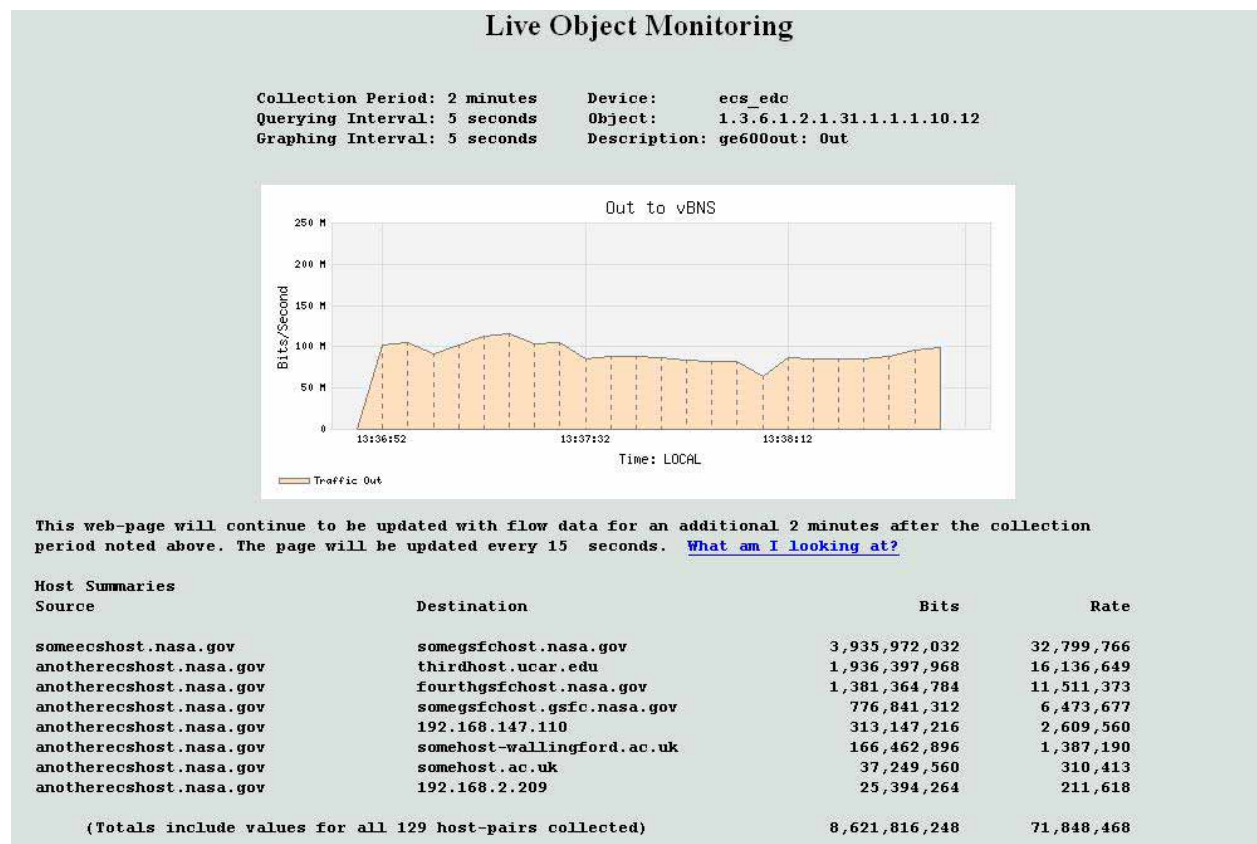 Live Object Monitoring
Collection Period: 2 minutes Device: ecs_edc
Querying Interval: 5 seconds Object: 1.3.6.1.2.1.31.1.1.1.10.12
Graphing Interval: 5 seconds Description: ge600out: Out
Out to vBNS
250 M
200 M
150 M
100 M
50 M
0
Bits/Second
13:36:52 13:37:32 13:38:12
Time: LOCAL
Traffic Out
This web-page will continue to be updated with flow data for an additional 2 minutes after the collection
period noted above. The page will be updated every 15 seconds. What am I looking at?
Host Summaries
Source Destination Bits Rate
someecshost.nasa.gov somegsfchost.nasa.gov 3,935,972,032 32,799,766
anotherecshost.nasa.gov thirdhost.ucar.edu 1,936,397,968 16,136,649
anotherecshost.nasa.gov fourthgsfchost.nasa.gov 1,381,364,784 11,511,373
anotherecshost.nasa.gov somegsfchost.gsfc.nasa.gov 776,841,312 6,473,677
anotherecshost.nasa.gov 192.168.147.110 313,147,216 2,609,560
anotherecshost.nasa.gov somehost-wallingford.ac.uk 166,462,896 1,387,190
anotherecshost.nasa.gov somehost.ac.uk 37,249,560 310,413
anotherecshost.nasa.gov 192.168.2.209 25,394,264 211,618
(Totals include values for all 129 host-pairs collected) 8,621,816,248 71,848,468